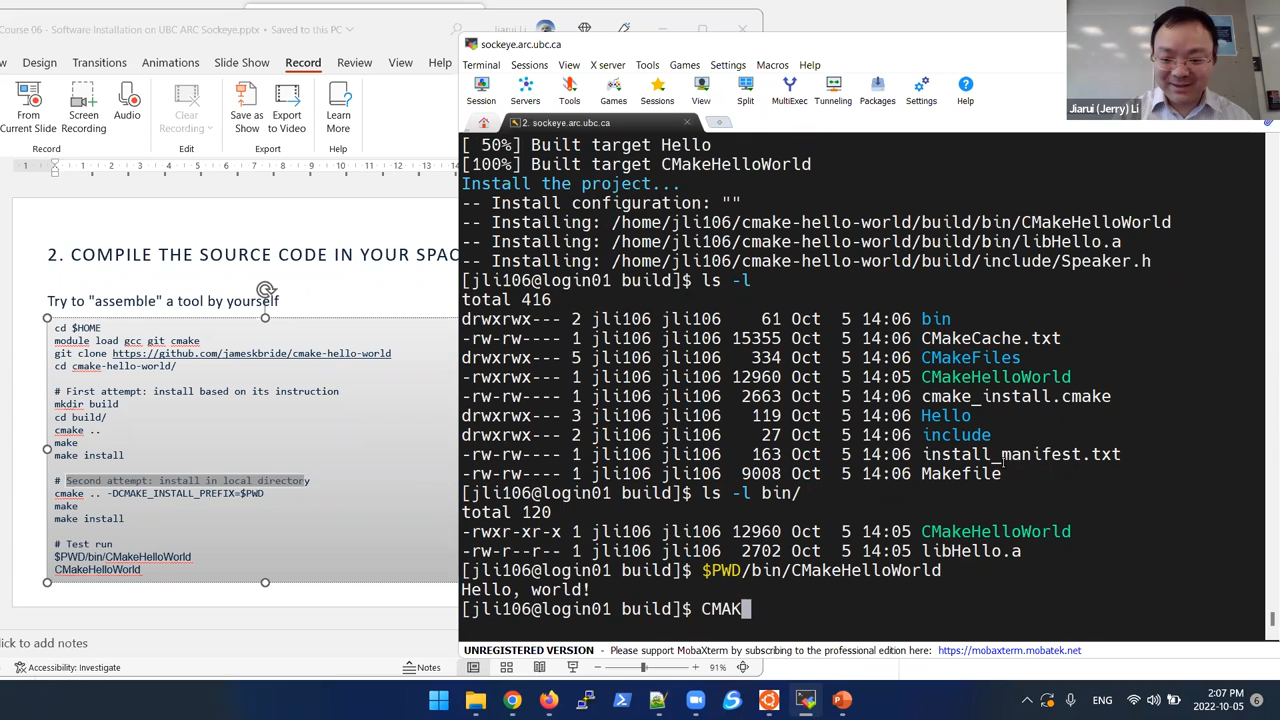 Course 06 - Software Installation on UBC ARC Sockeye.pptx • Saved to this PC
Jiarui Li
Design Transitions Animations Slide Show Record Review View Help
From Current Slide
Screen Recording
Audio
Clear Recording
Save as Show
Export to Video
Learn More
Record
Edit
Export
Help
1 1 2 3 4 5 6 7
2. COMPILE THE SOURCE CODE IN YOUR SPAC
Try to "assemble" a tool by yourself
cd $HOME
module load gcc git cmake
git clone https://github.com/jameskbride/cmake-hello-world
cd cmake-hello-world/
# First attempt: install based on its instruction
mkdir build
cd build/
cmake ..
make
make install
# Second attempt: install in local directory
cmake .. -DCMAKE_INSTALL_PREFIX=$PWD
make
make install
# Test run
$PWD/bin/CMakeHelloWorld
CMakeHelloWorld
lick to add notes
Accessibility: Investigate
Notes
91%
sockeye.arc.ubc.ca
Terminal Sessions View X server Tools Games Settings Macros Help
Session Servers Tools Games Sessions View Split MultiExec Tunneling Packages Settings Help
2. sockeye.arc.ubc.ca
[ 50%] Built target Hello
[100%] Built target CMakeHelloWorld
Install the project...
-- Install configuration: ""
-- Installing: /home/jli106/cmake-hello-world/build/bin/CMakeHelloWorld
-- Installing: /home/jli106/cmake-hello-world/build/bin/libHello.a
-- Installing: /home/jli106/cmake-hello-world/build/include/Speaker.h
[jli106@login01 build]$ ls -l
total 416
drwxrwx--- 2 jli106 jli106 61 Oct 5 14:06 bin
-rw-rw---- 1 jli106 jli106 15355 Oct 5 14:06 CMakeCache.txt
drwxrwx--- 5 jli106 jli106 334 Oct 5 14:06 CMakeFiles
-rwxrwx--- 1 jli106 jli106 12960 Oct 5 14:05 CMakeHelloWorld
-rw-rw---- 1 jli106 jli106 2663 Oct 5 14:06 cmake_install.cmake
drwxrwx--- 3 jli106 jli106 119 Oct 5 14:06 Hello
drwxrwx--- 2 jli106 jli106 27 Oct 5 14:06 include
-rw-rw---- 1 jli106 jli106 163 Oct 5 14:06 install_manifest.txt
-rw-rw---- 1 jli106 jli106 9008 Oct 5 14:06 Makefile
[jli106@login01 build]$ ls -l bin/
total 120
-rwxr-xr-x 1 jli106 jli106 12960 Oct 5 14:05 CMakeHelloWorld
-rw-r--r-- 1 jli106 jli106 2702 Oct 5 14:05 libHello.a
[jli106@login01 build]$ $PWD/bin/CMakeHelloWorld
Hello, world!
[jli106@login01 build]$ CMAK
UNREGISTERED VERSION - Please support MobaXterm by subscribing to the professional edition here: https://mobaxterm.mobatek.net
Jiarui (Jerry) Li
ENG
2:07 PM
2022-10-05
6